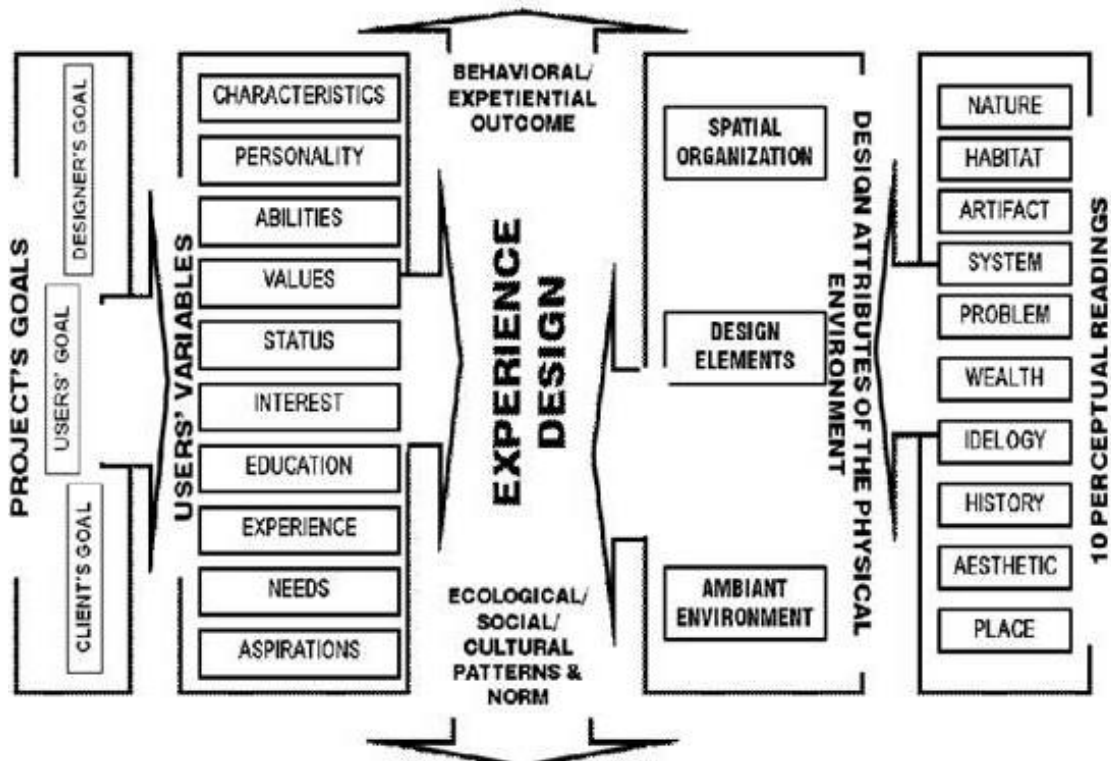 PROJECT'S GOALS
DESIGNER'S GOAL
USERS' GOAL
CLIENT'S GOAL
USERS' VARIABLES
CHARACTERISTICS
PERSONALITY
ABILITIES
VALUES
STATUS
INTEREST
EDUCATION
EXPERIENCE
NEEDS
ASPIRATIONS
BEHAVIORAL/
EXPETIENTIAL
OUTCOME
EXPERIENCE
DESIGN
ECOLOGICAL/
SOCIAL/
CULTURAL
PATTERNS &
NORM
SPATIAL
ORGANIZATION
DESIGN
ELEMENTS
AMBIANT
ENVIRONMENT
DESIGN ATTRIBUTES OF THE PHYSICAL
ENVIRONMENT
NATURE
HABITAT
ARTIFACT
SYSTEM
PROBLEM
WEALTH
IDELOGY
HISTORY
AESTHETIC
PLACE
10 PERCEPTUAL READINGS